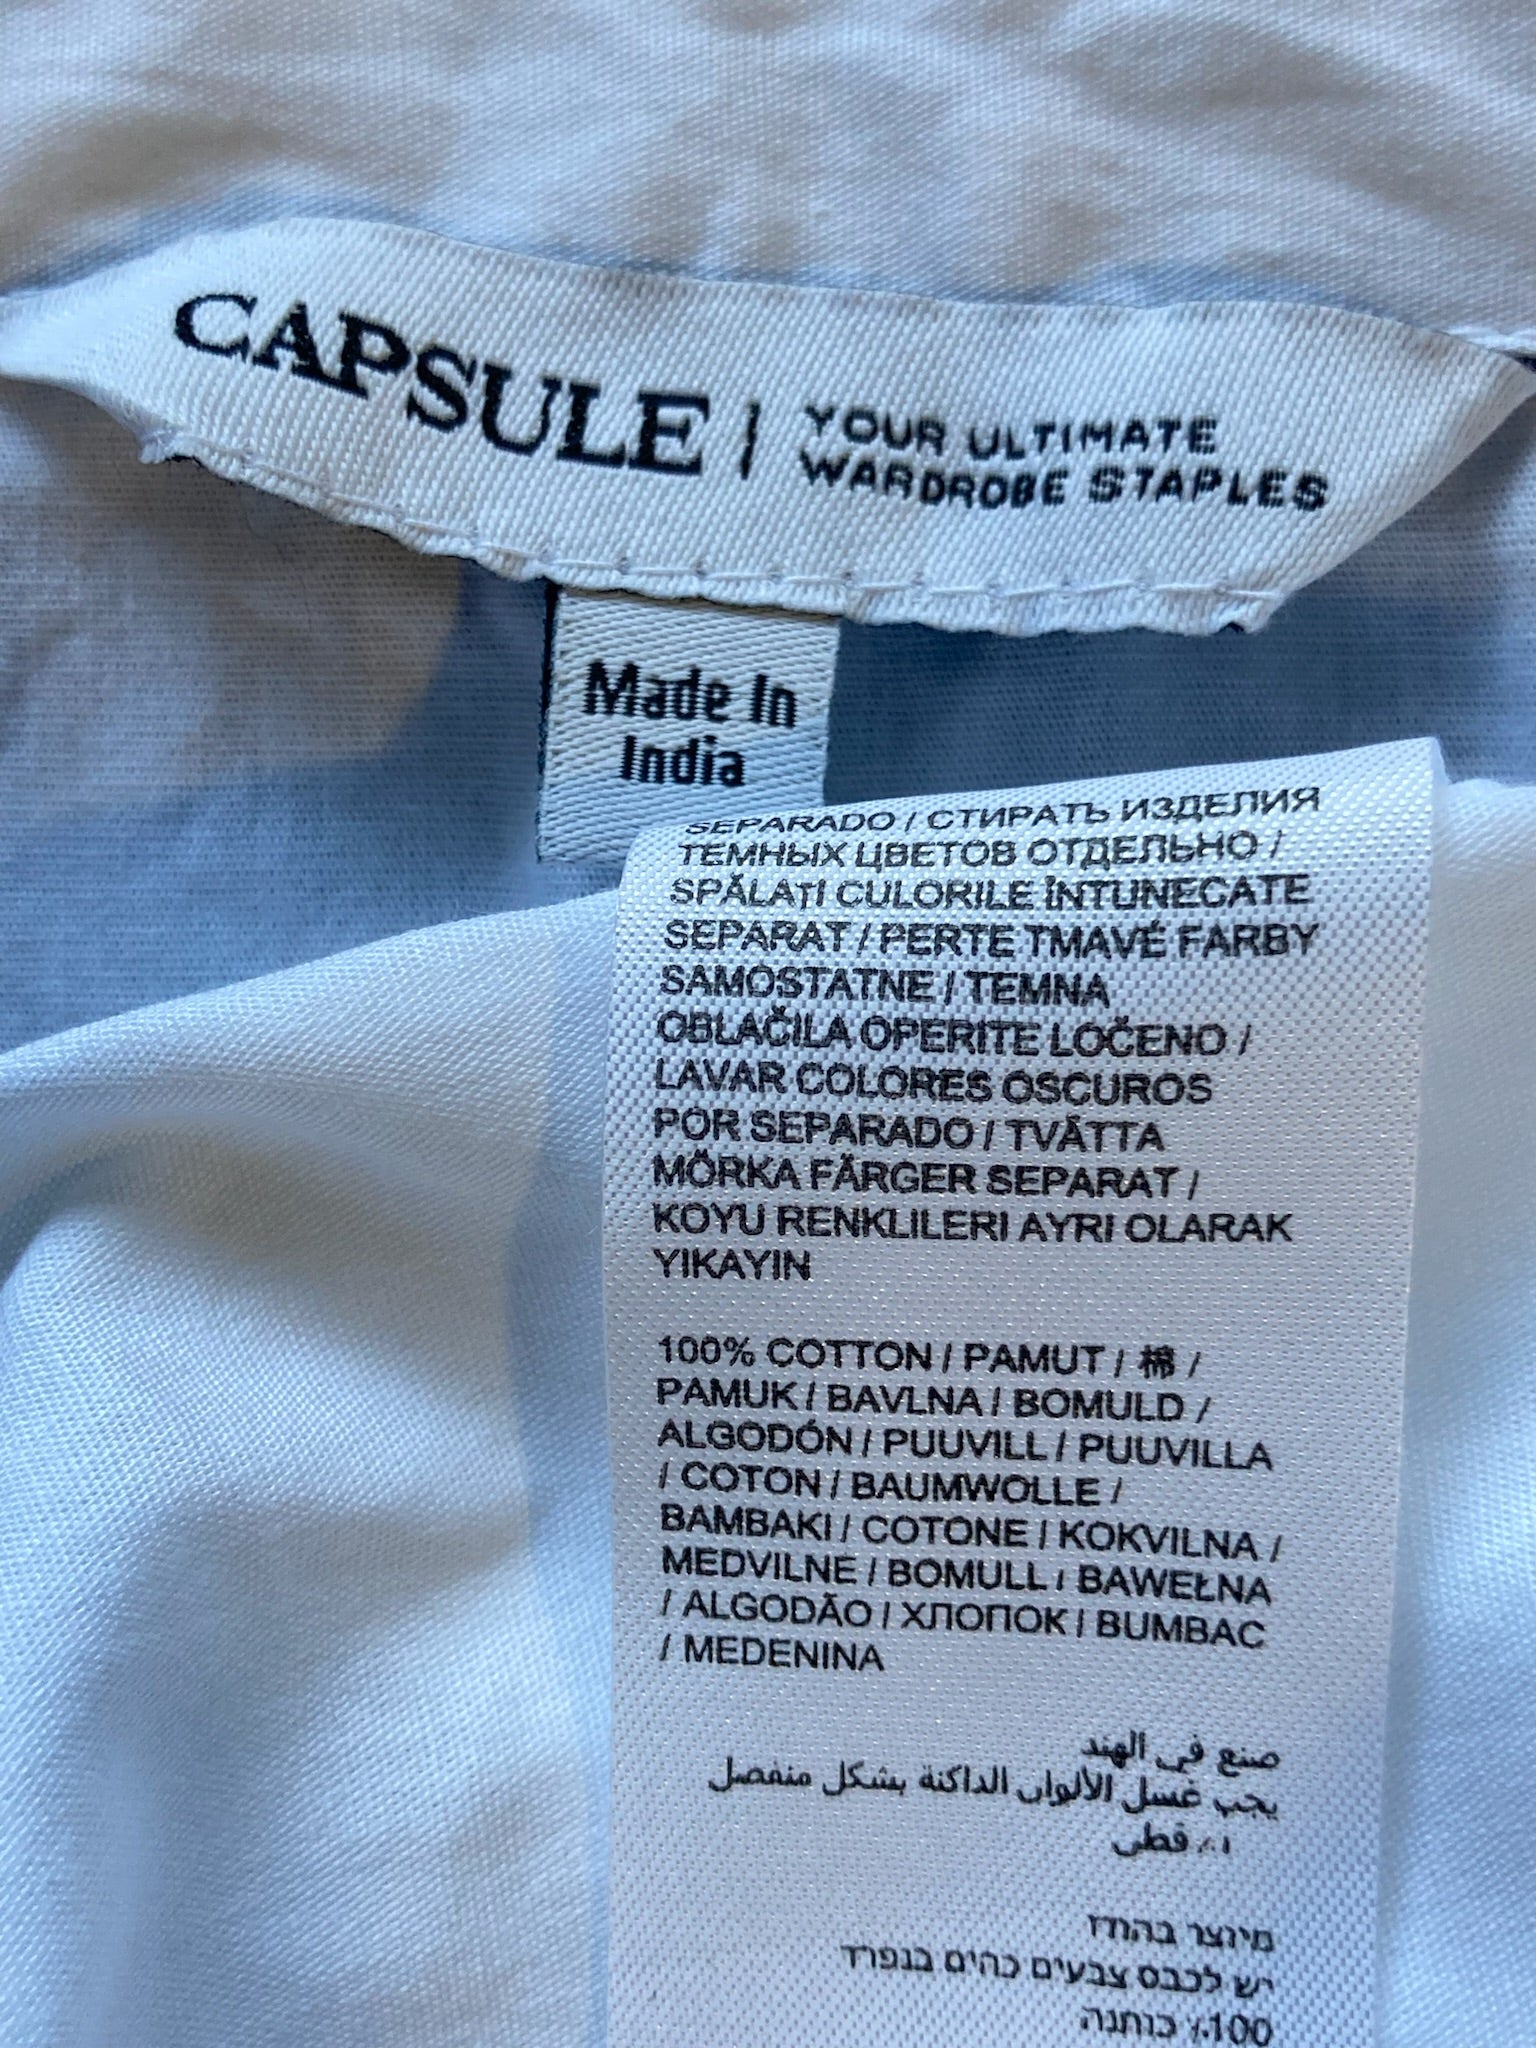 CAPSULE | YOUR ULTIMATE
WARDROBE STAPLES
Made In
India
SEPARADO / СТИРАТЬ ИЗДЕЛИЯ
ТЕМНЫХ ЦВЕТОВ ОТДЕЛЬНО /
SPĂLAȚI CULORILE ÎNTUNECATE
SEPARAT / PERTE TMAVÉ FARBY
SAMOSTATNE / TEMNA
OBLAČILA OPERITE LOČENO /
LAVAR COLORES OSCUROS
POR SEPARADO / TVÄTTA
MÖRKA FÄRGER SEPARAT /
KOYU RENKLILERI AYRI OLARAK
YIKAYIN
100% COTTON / PAMUT / 棉 /
PAMUK / BAVLNA / BOMULD /
ALGODÓN / PUUVILL / PUUVILLA
/ COTON / BAUMWOLLE /
BAMBAKI / COTONE / KOKVILNA /
MEDVILNE / BOMULL / BAWEŁNA
/ ALGODÃO / ХЛОПОК / BUMBAC
/ MEDENINA
صنع في الهند
يجب غسل الألوان الداكنة بشكل منفصل
قطن
מיוצר בהודו
יש לכבס צבעים כהים בנפרד
100% כותנה